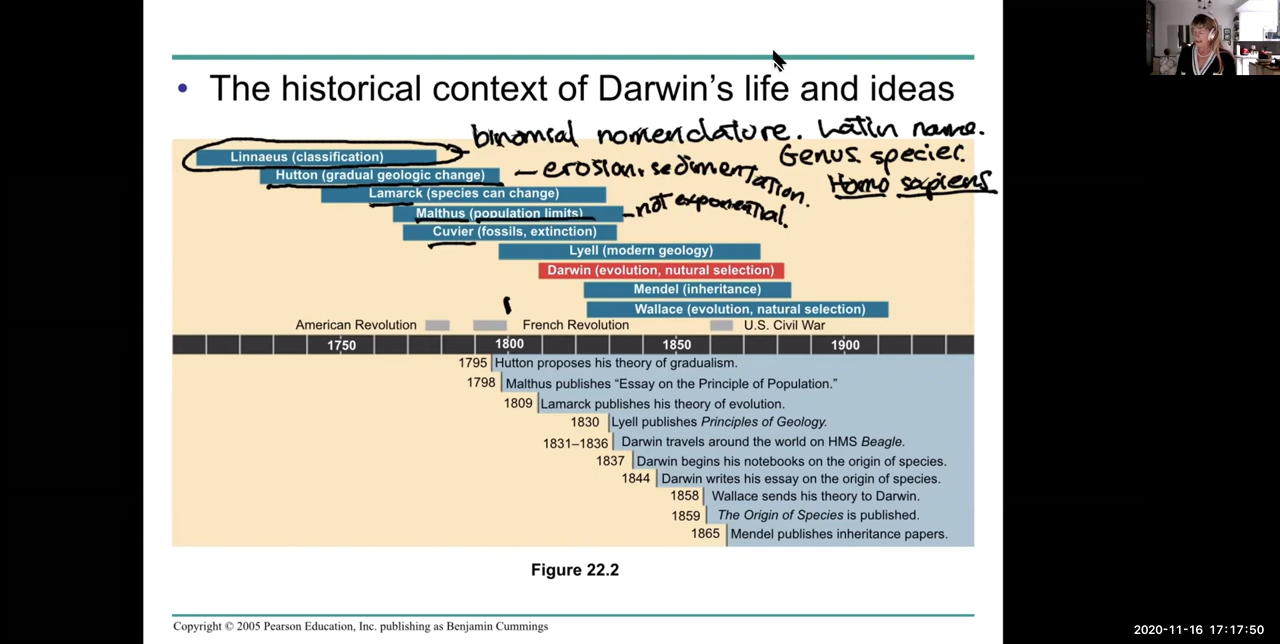 • The historical context of Darwin's life and ideas
binomial nomenclature. Latin name.
Linnaeus (classification)
Genus species.
Hutton (gradual geologic change)
- erosion, sedimentation.
Homo sapiens
Lamarck (species can change)
Malthus (population limits)
- not exponential.
Cuvier (fossils, extinction)
Lyell (modern geology)
Darwin (evolution, nutural selection)
Mendel (inheritance)
Wallace (evolution, natural selection)
American Revolution French Revolution U.S. Civil War
1750 1800 1850 1900
1795 Hutton proposes his theory of gradualism.
1798 Malthus publishes “Essay on the Principle of Population.”
1809 Lamarck publishes his theory of evolution.
1830 Lyell publishes Principles of Geology.
1831–1836 Darwin travels around the world on HMS Beagle.
1837 Darwin begins his notebooks on the origin of species.
1844 Darwin writes his essay on the origin of species.
1858 Wallace sends his theory to Darwin.
1859 The Origin of Species is published.
1865 Mendel publishes inheritance papers.
Figure 22.2
Copyright © 2005 Pearson Education, Inc. publishing as Benjamin Cummings
2020-11-16 17:17:50